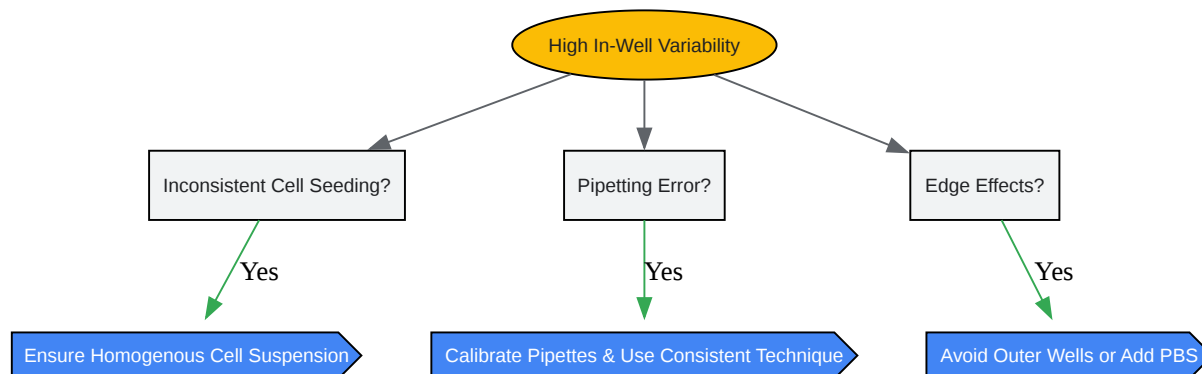 High In-Well Variability
Inconsistent Cell Seeding?
Pipetting Error?
Edge Effects?
Yes
Yes
Yes
Ensure Homogenous Cell Suspension
Calibrate Pipettes & Use Consistent Technique
Avoid Outer Wells or Add PBS